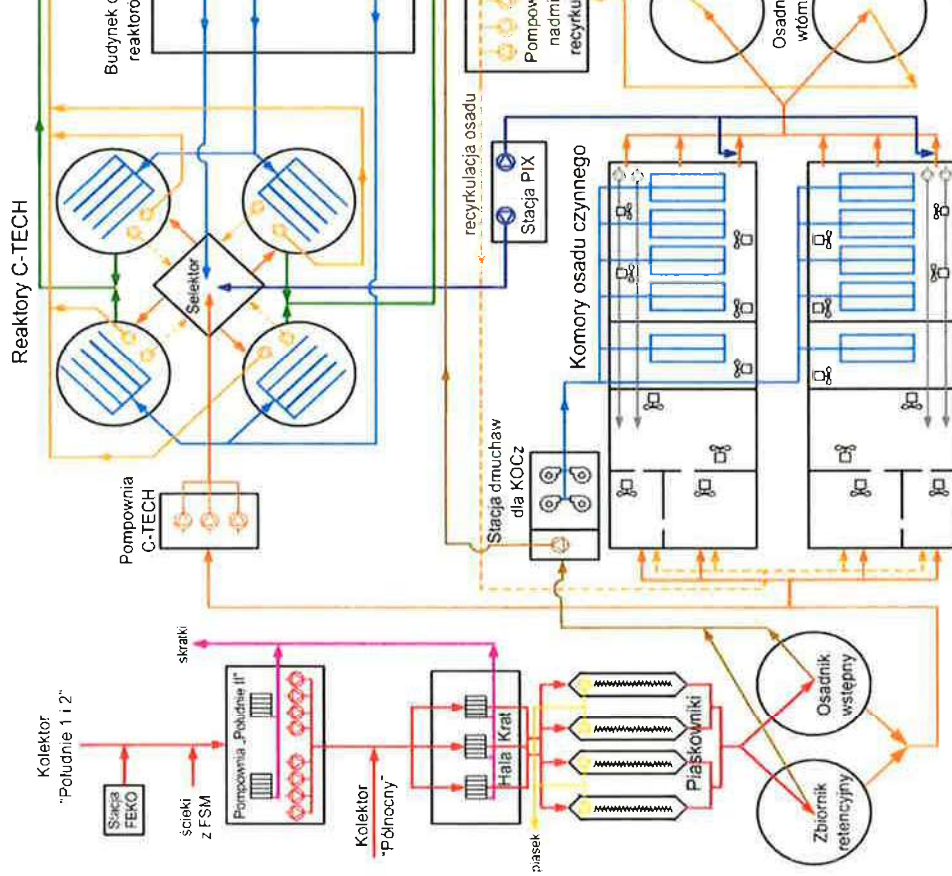 Reaktory C-TECH
Budynek
reaktoró
Pompow
nadmi
recyrku
Osadn
wtórn
Selektor
recyrkulacja osadu
Stacja PIX
Komory osadu czynnego
Pompownia
C-TECH
Stacja dmuchaw
dla KOCz
Kolektor
"Południe 1 i 2"
Stacja
FEKO
ścieki
z FSM
skratki
Pompownia „Południe II"
Kolektor
"Północny"
Hala Krat
piasek
Piaskowniki
Osadnik
wstępny
Zbiornik
retencyjny